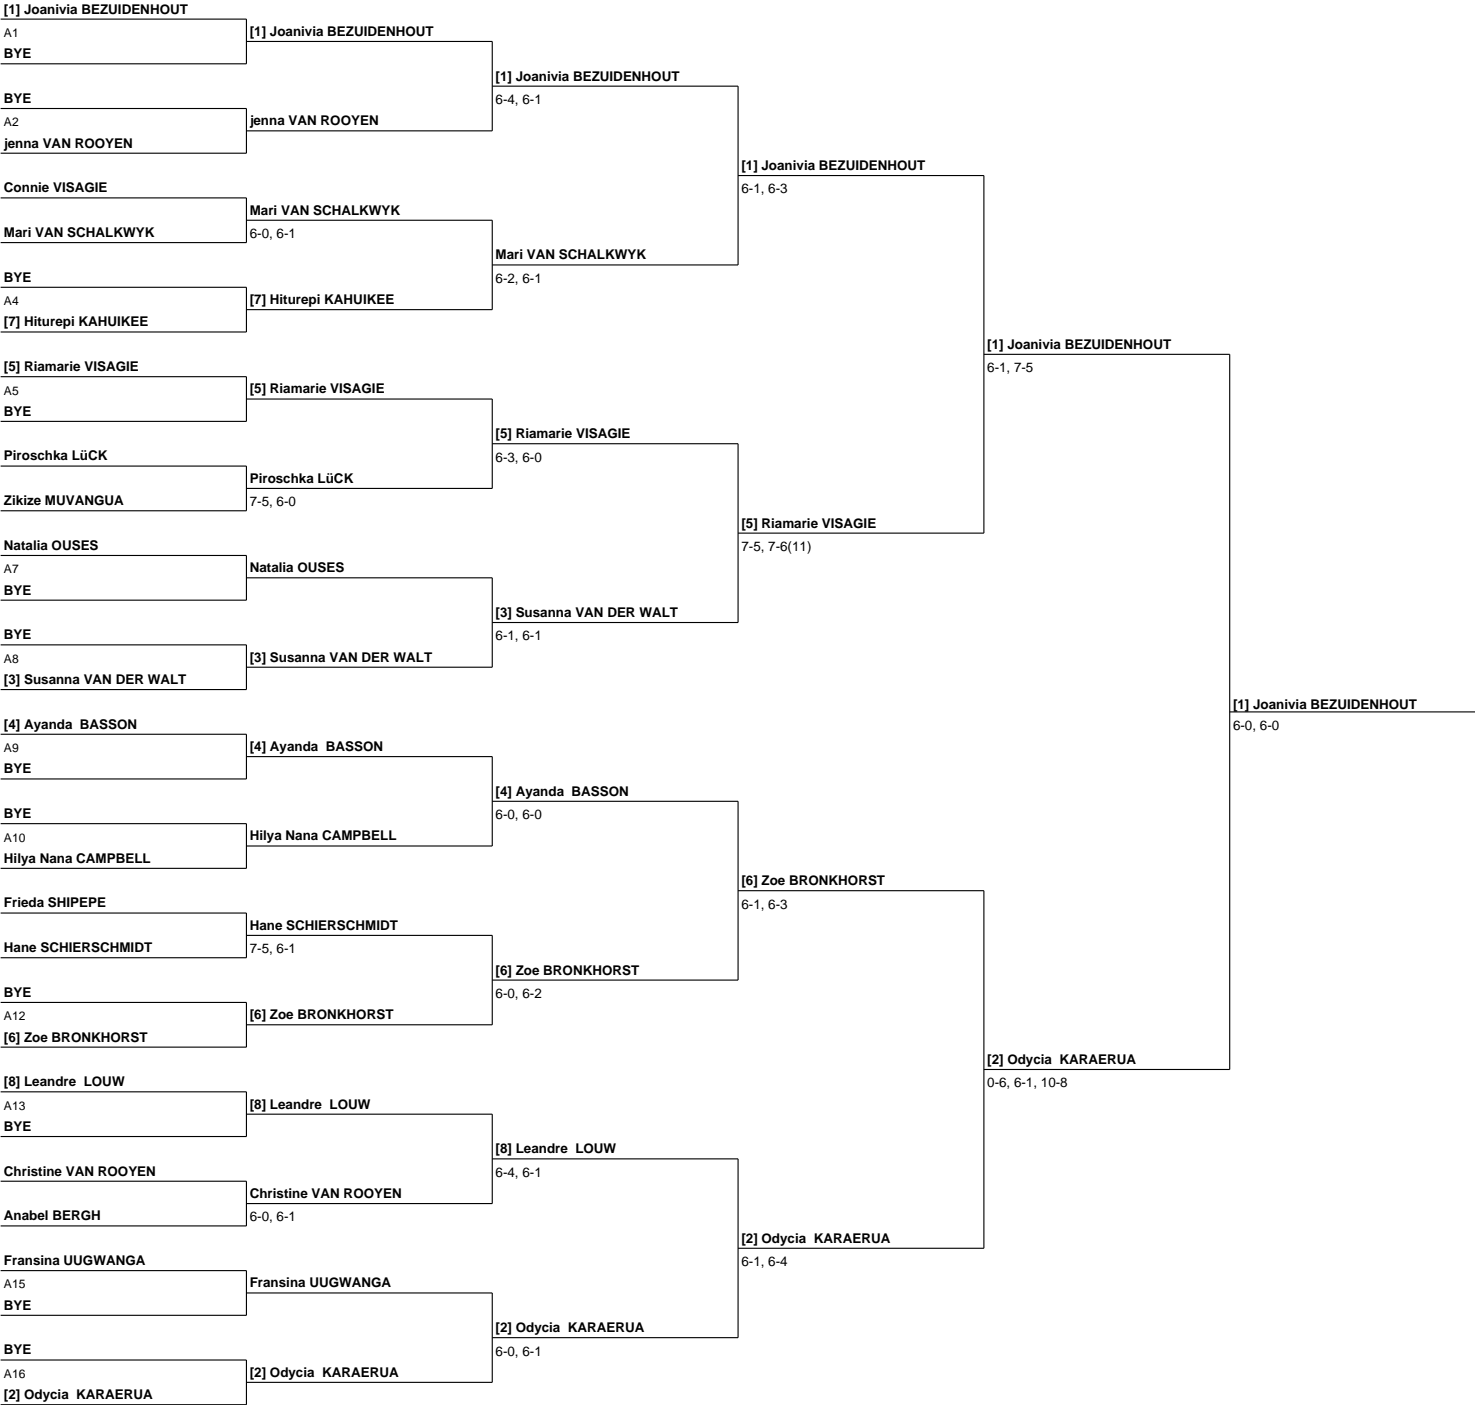 [1] Joanivia BEZUIDENHOUT
A1
BYE
BYE
A2
jenna VAN ROOYEN
Connie VISAGIE
Mari VAN SCHALKWYK
BYE
A4
[7] Hiturepi KAHUIKEE
[5] Riamarie VISAGIE
A5
BYE
Piroschka LüCK
Zikize MUVANGUA
Natalia OUSES
A7
BYE
BYE
A8
[3] Susanna VAN DER WALT
[4] Ayanda  BASSON
A9
BYE
BYE
A10
Hilya Nana CAMPBELL
Frieda SHIPEPE
Hane SCHIERSCHMIDT
BYE
A12
[6] Zoe BRONKHORST
[8] Leandre  LOUW
A13
BYE
Christine VAN ROOYEN
Anabel BERGH
Fransina UUGWANGA
A15
BYE
BYE
A16
[2] Odycia  KARAERUA
[1] Joanivia BEZUIDENHOUT
jenna VAN ROOYEN
Mari VAN SCHALKWYK
6-0, 6-1
[7] Hiturepi KAHUIKEE
[5] Riamarie VISAGIE
Piroschka LüCK
7-5, 6-0
Natalia OUSES
[3] Susanna VAN DER WALT
[4] Ayanda  BASSON
Hilya Nana CAMPBELL
Hane SCHIERSCHMIDT
7-5, 6-1
[6] Zoe BRONKHORST
[8] Leandre  LOUW
Christine VAN ROOYEN
6-0, 6-1
Fransina UUGWANGA
[2] Odycia  KARAERUA
[1] Joanivia BEZUIDENHOUT
6-4, 6-1
Mari VAN SCHALKWYK
6-2, 6-1
[5] Riamarie VISAGIE
6-3, 6-0
[3] Susanna VAN DER WALT
6-1, 6-1
[4] Ayanda  BASSON
6-0, 6-0
[6] Zoe BRONKHORST
6-0, 6-2
[8] Leandre  LOUW
6-4, 6-1
[2] Odycia  KARAERUA
6-0, 6-1
[1] Joanivia BEZUIDENHOUT
6-1, 6-3
[5] Riamarie VISAGIE
7-5, 7-6(11)
[6] Zoe BRONKHORST
6-1, 6-3
[2] Odycia  KARAERUA
6-1, 6-4
[1] Joanivia BEZUIDENHOUT
6-1, 7-5
[2] Odycia  KARAERUA
0-6, 6-1, 10-8
[1] Joanivia BEZUIDENHOUT
6-0, 6-0